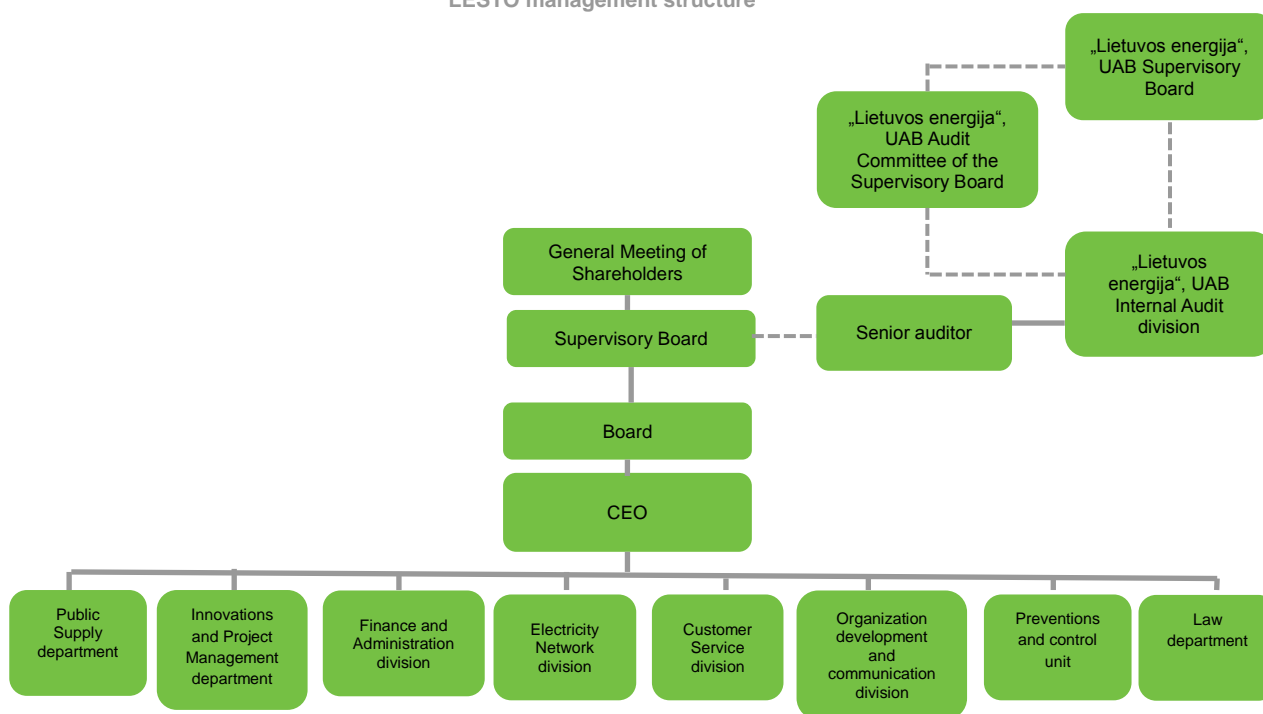 LESTO management structure
„Lietuvos energija“,
UAB Supervisory
Board
„Lietuvos energija“,
UAB Audit
Committee of the
Supervisory Board
General Meeting of
Shareholders
„Lietuvos
energija“, UAB
Internal Audit
division
Supervisory Board
Senior auditor
Board
CEO
Public
Supply
department
Innovations
and Project
Management
department
Finance and
Administration
division
Electricity
Network
division
Customer
Service
division
Organization
development
and
communication
division
Preventions
and control
unit
Law
department